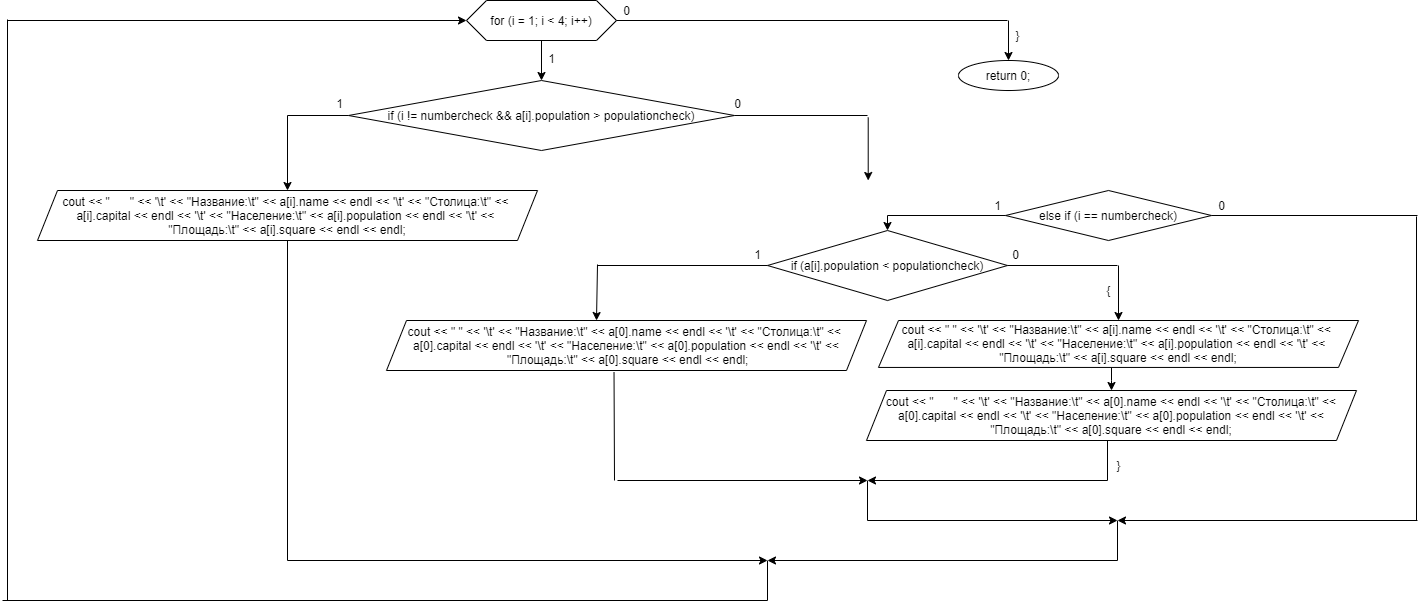 for (i = 1; i < 4; i++)
0
}
1
return 0;
1
if (i != numbercheck && a[i].population > populationcheck)
0
cout << "      " << '\t' << "Название:\t" << a[i].name << endl << '\t' << "Столица:\t" <<
a[i].capital << endl << '\t' << "Население:\t" << a[i].population << endl << '\t' <<
"Площадь:\t" << a[i].square << endl << endl;
1
else if (i == numbercheck)
0
1
if (a[i].population < populationcheck)
0
{
cout << " " << '\t' << "Название:\t" << a[0].name << endl << '\t' << "Столица:\t" <<
a[0].capital << endl << '\t' << "Население:\t" << a[0].population << endl << '\t' <<
"Площадь:\t" << a[0].square << endl << endl;
cout << " " << '\t' << "Название:\t" << a[i].name << endl << '\t' << "Столица:\t" <<
a[i].capital << endl << '\t' << "Население:\t" << a[i].population << endl << '\t' <<
"Площадь:\t" << a[i].square << endl << endl;
cout << "      " << '\t' << "Название:\t" << a[0].name << endl << '\t' << "Столица:\t" <<
a[0].capital << endl << '\t' << "Население:\t" << a[0].population << endl << '\t' <<
"Площадь:\t" << a[0].square << endl << endl;
}